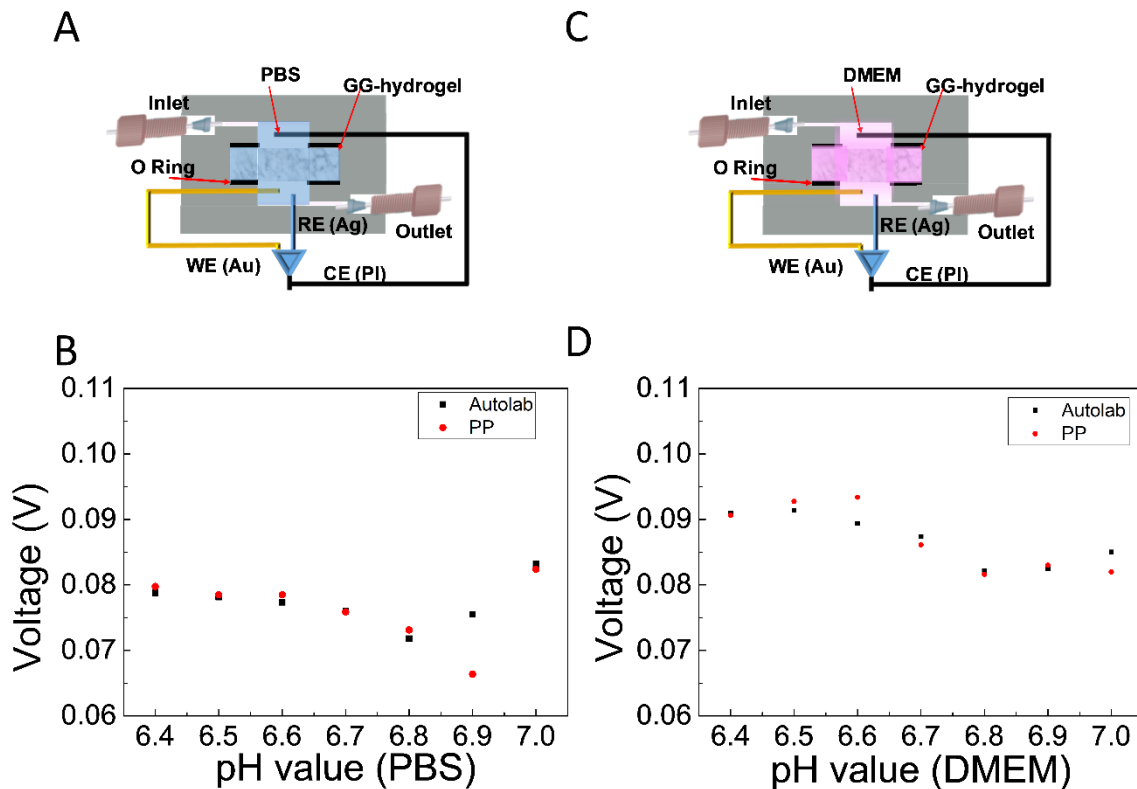 A
PBS
GG-hydrogel
Inlet
O Ring
RE (Ag)
Outlet
WE (Au)
CE (Pl)
C
DMEM
GG-hydrogel
Inlet
O Ring
RE (Ag)
Outlet
WE (Au)
CE (Pl)
B
0.11
0.10
0.09
0.08
0.07
0.06
Voltage (V)
Autolab
PP
6.4 6.5 6.6 6.7 6.8 6.9 7.0
pH value (PBS)
D
0.11
0.10
0.09
0.08
0.07
0.06
Voltage (V)
Autolab
PP
6.4 6.5 6.6 6.7 6.8 6.9 7.0
pH value (DMEM)